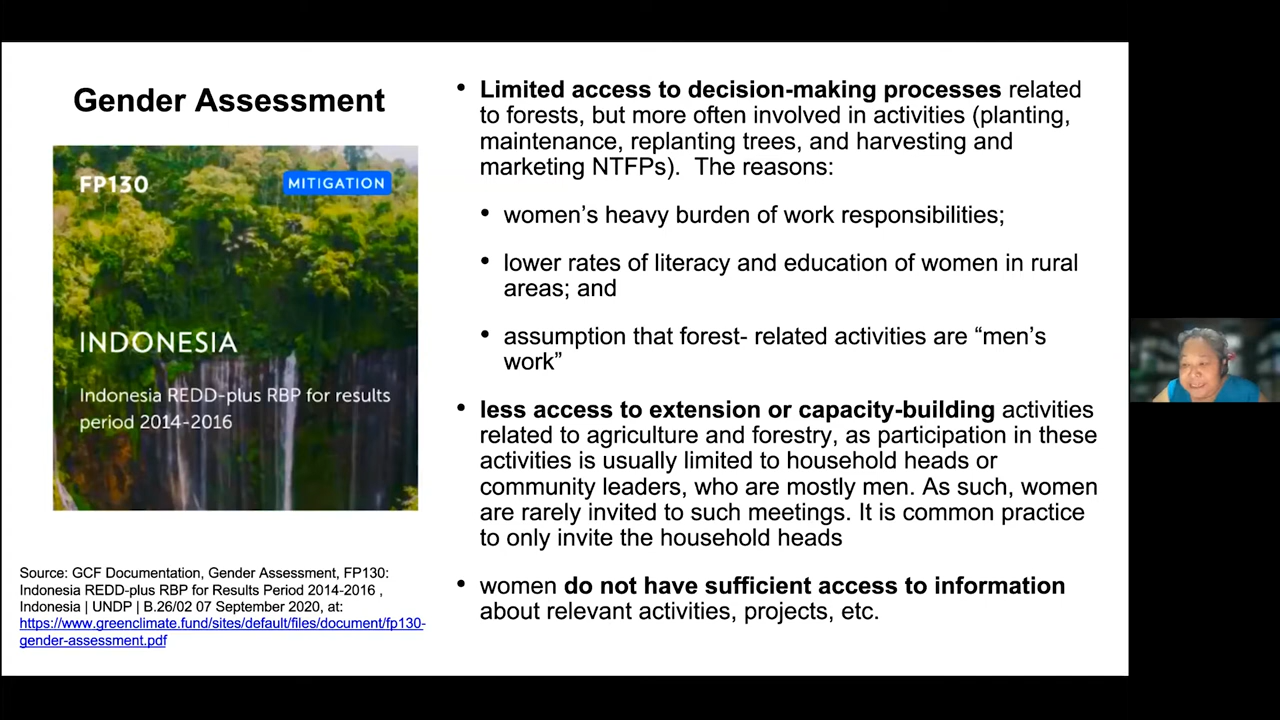 Gender Assessment
FP130
MITIGATION
INDONESIA
Indonesia REDD-plus RBP for results
period 2014-2016
Source: GCF Documentation, Gender Assessment, FP130:
Indonesia REDD-plus RBP for Results Period 2014-2016 ,
Indonesia | UNDP | B.26/02 07 September 2020, at:
https://www.greenclimate.fund/sites/default/files/document/fp130-
gender-assessment.pdf
• Limited access to decision-making processes related
to forests, but more often involved in activities (planting,
maintenance, replanting trees, and harvesting and
marketing NTFPs).  The reasons:
• women’s heavy burden of work responsibilities;
• lower rates of literacy and education of women in rural
areas; and
• assumption that forest- related activities are “men’s
work”
• less access to extension or capacity-building activities
related to agriculture and forestry, as participation in these
activities is usually limited to household heads or
community leaders, who are mostly men. As such, women
are rarely invited to such meetings. It is common practice
to only invite the household heads
• women do not have sufficient access to information
about relevant activities, projects, etc.